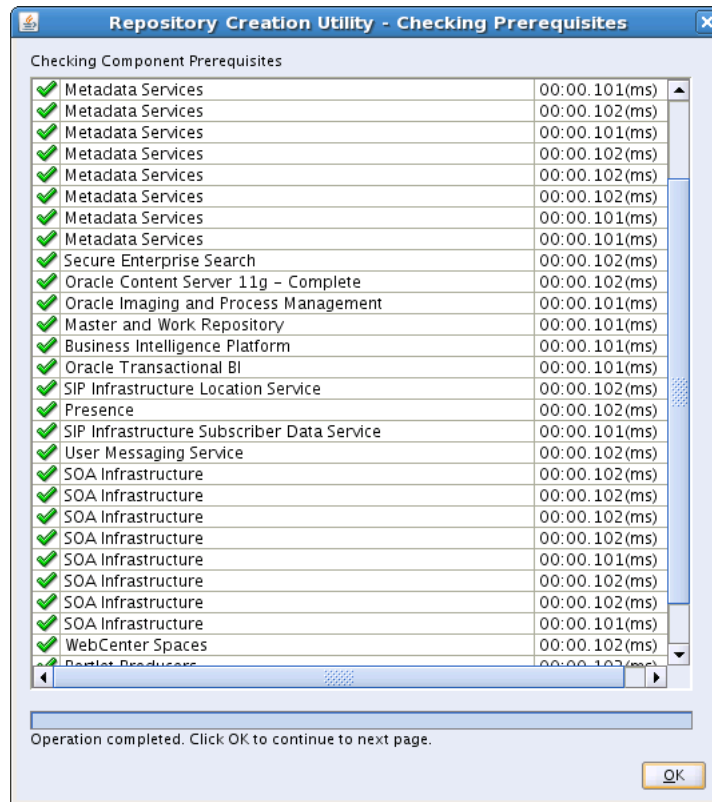 Repository Creation Utility - Checking Prerequisites
Checking Component Prerequisites
Metadata Services 00:00.101(ms)
Metadata Services 00:00.102(ms)
Metadata Services 00:00.101(ms)
Metadata Services 00:00.102(ms)
Metadata Services 00:00.102(ms)
Metadata Services 00:00.102(ms)
Metadata Services 00:00.101(ms)
Metadata Services 00:00.101(ms)
Secure Enterprise Search 00:00.102(ms)
Oracle Content Server 11g - Complete 00:00.102(ms)
Oracle Imaging and Process Management 00:00.101(ms)
Master and Work Repository 00:00.101(ms)
Business Intelligence Platform 00:00.101(ms)
Oracle Transactional BI 00:00.101(ms)
SIP Infrastructure Location Service 00:00.102(ms)
Presence 00:00.102(ms)
SIP Infrastructure Subscriber Data Service 00:00.101(ms)
User Messaging Service 00:00.102(ms)
SOA Infrastructure 00:00.102(ms)
SOA Infrastructure 00:00.102(ms)
SOA Infrastructure 00:00.102(ms)
SOA Infrastructure 00:00.102(ms)
SOA Infrastructure 00:00.101(ms)
SOA Infrastructure 00:00.102(ms)
SOA Infrastructure 00:00.102(ms)
SOA Infrastructure 00:00.101(ms)
WebCenter Spaces 00:00.102(ms)
Portlet Producers 00:00.102(ms)
Operation completed. Click OK to continue to next page.
OK